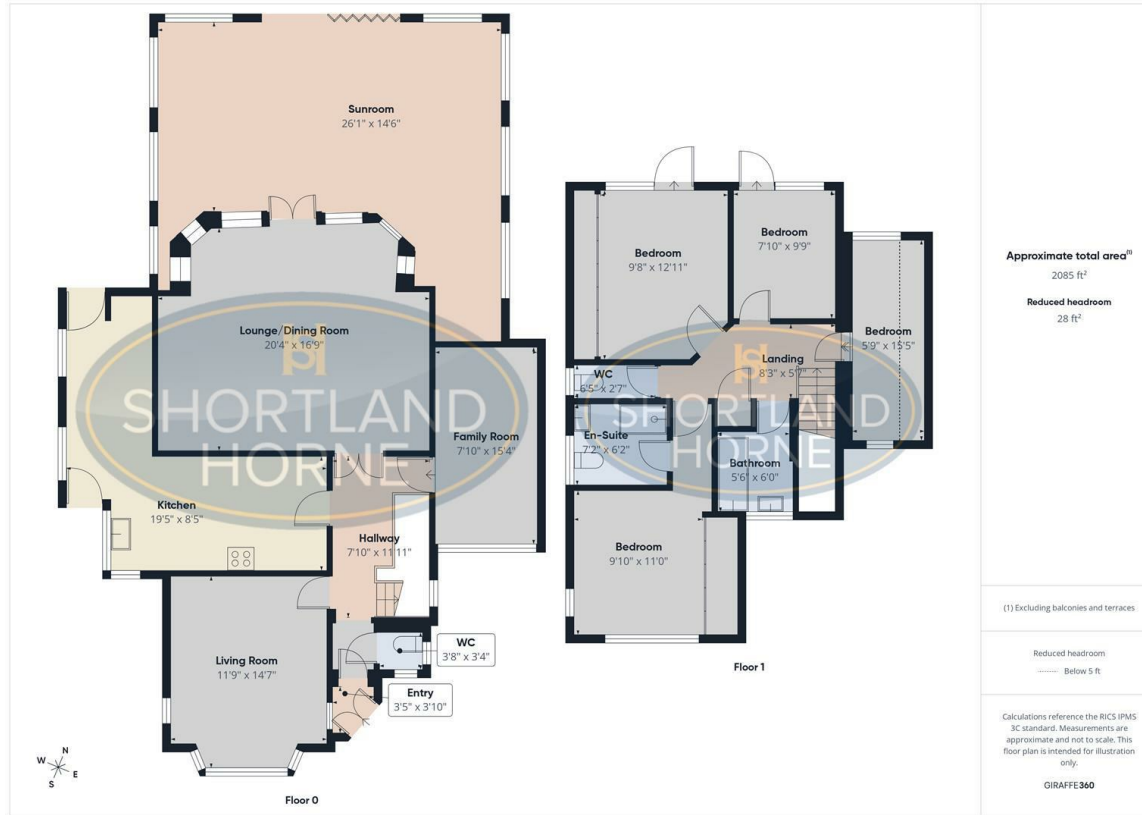 Sunroom
26'1" x 14'6"
Lounge/Dining Room
20'4" x 16'9"
SHORTLAND
HORNE
Family Room
7'10" x 15'4"
Kitchen
19'5" x 8'5"
Hallway
7'10" x 11'11"
Living Room
11'9" x 14'7"
WC
3'8" x 3'4"
Entry
3'5" x 3'10"
N
W
E
S
Floor 0
Bedroom
9'8" x 12'11"
Bedroom
7'10" x 9'9"
Bedroom
5'9" x 15'5"
Landing
8'3" x 5'7"
WC
6'5" x 2'7"
SHORTLAND
HORNE
En-Suite
7'2" x 6'2"
Bathroom
5'6" x 6'0"
Bedroom
9'10" x 11'0"
Floor 1
Approximate total area(1)
2085 ft²
Reduced headroom
28 ft²
(1) Excluding balconies and terraces
Reduced headroom
Below 5 ft
Calculations reference the RICS IPMS
3C standard. Measurements are
approximate and not to scale. This
floor plan is intended for illustration
only.
GIRAFFE360